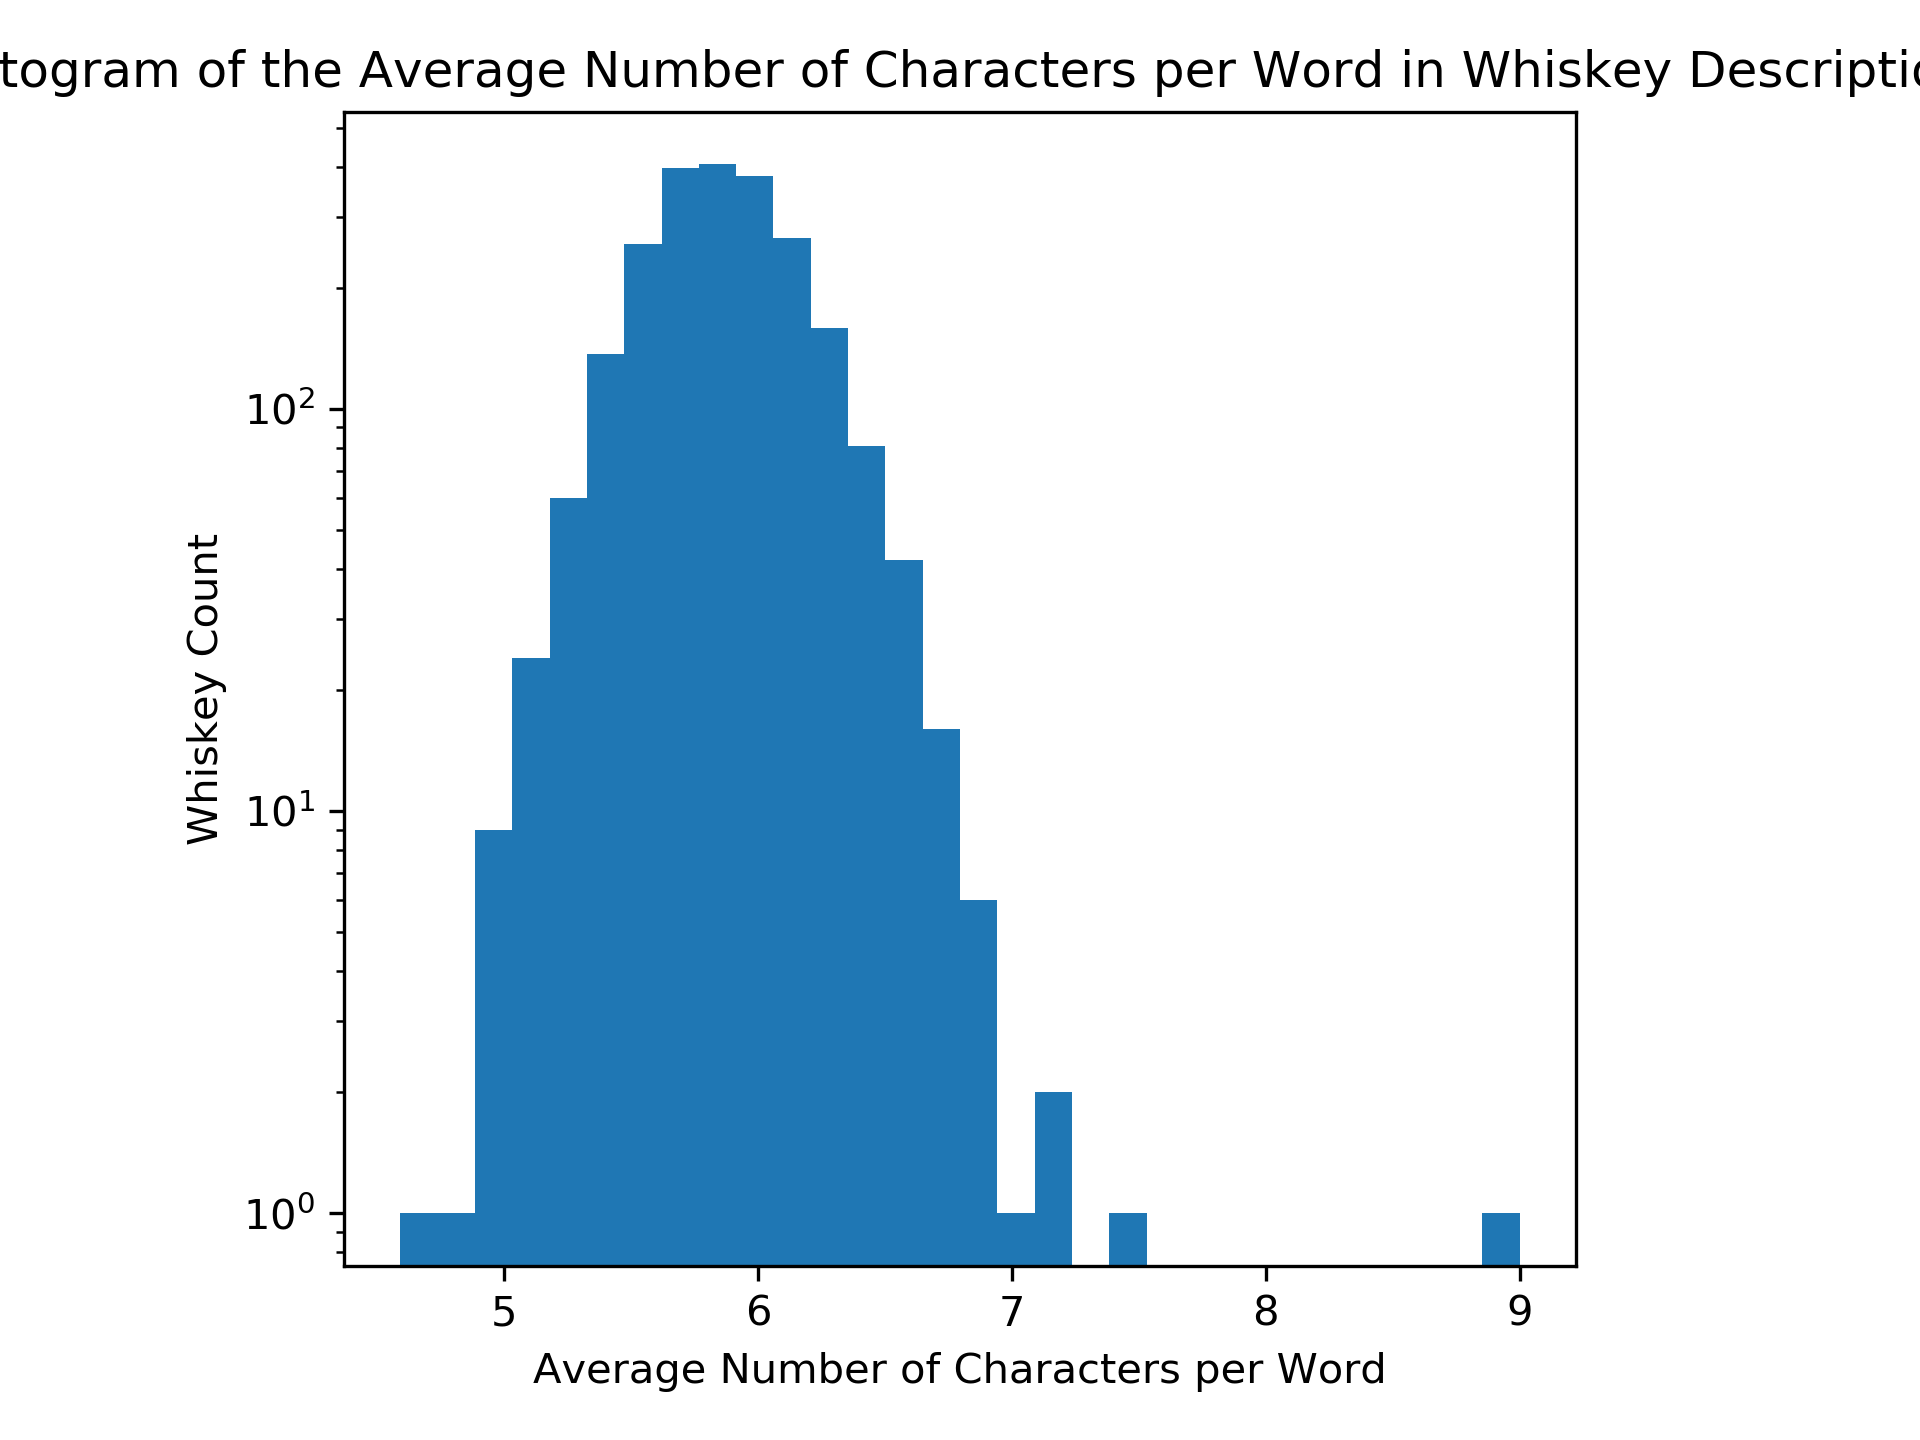 togram of the Average Number of Characters per Word in Whiskey Descriptio
10²
10¹
10⁰
Whiskey Count
5 6 7 8 9
Average Number of Characters per Word